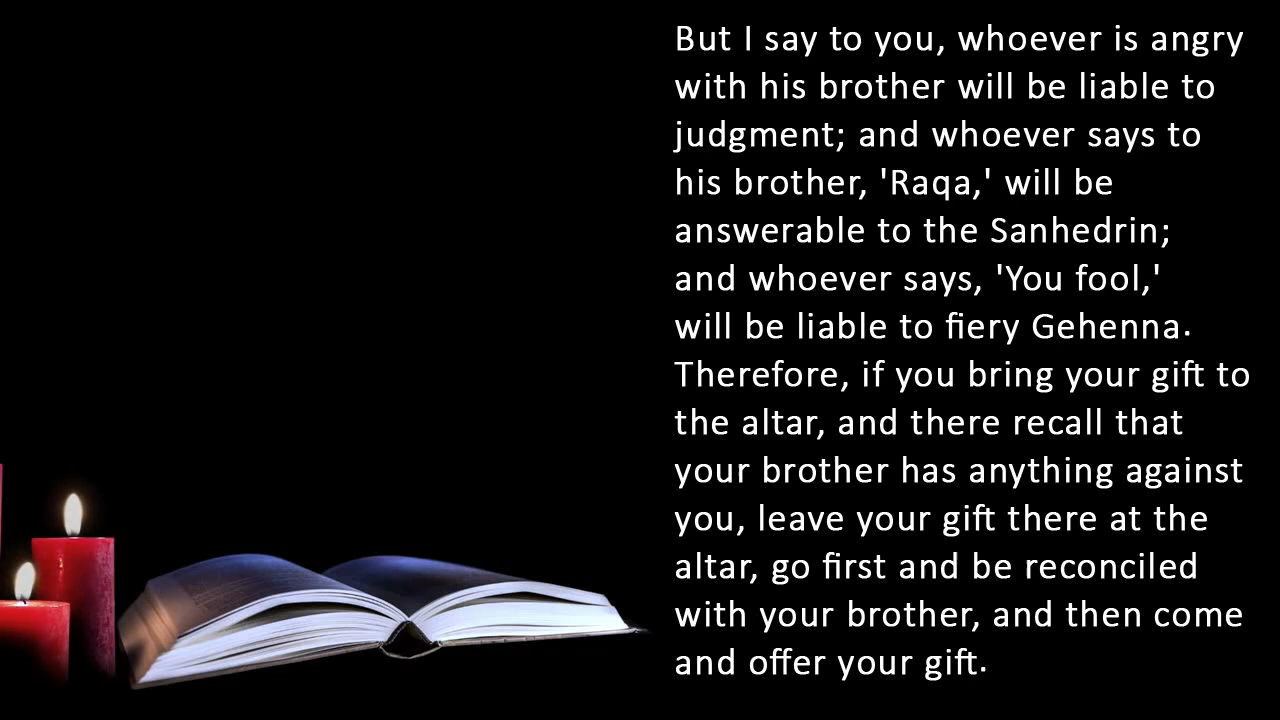 But I say to you, whoever is angry
with his brother will be liable to
judgment; and whoever says to
his brother, 'Raqa,' will be
answerable to the Sanhedrin;
and whoever says, 'You fool,'
will be liable to fiery Gehenna.
Therefore, if you bring your gift to
the altar, and there recall that
your brother has anything against
you, leave your gift there at the
altar, go first and be reconciled
with your brother, and then come
and offer your gift.